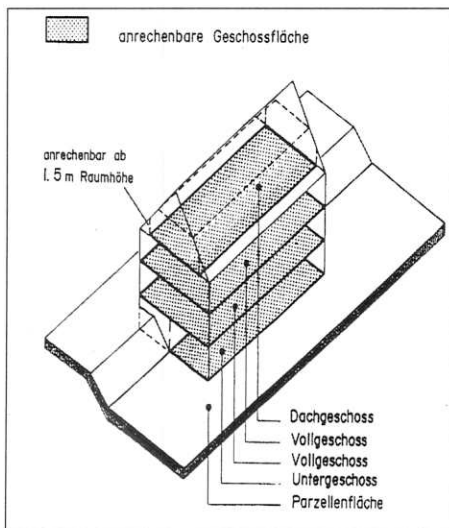 anrechenbare Geschossfläche
anrechenbar ab
1.5 m Raumhöhe
Dachgeschoss
Vollgeschoss
Vollgeschoss
Untergeschoss
Parzellenfläche